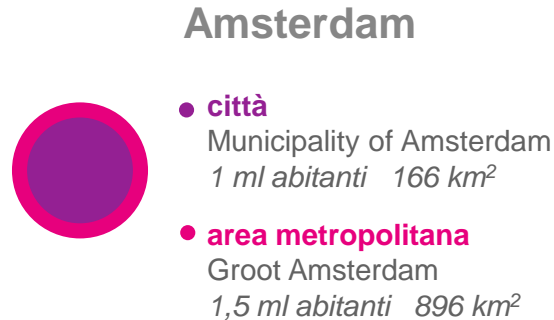 Amsterdam
città
Municipality of Amsterdam
1 ml abitanti 166 km²
area metropolitana
Groot Amsterdam
1,5 ml abitanti 896 km²